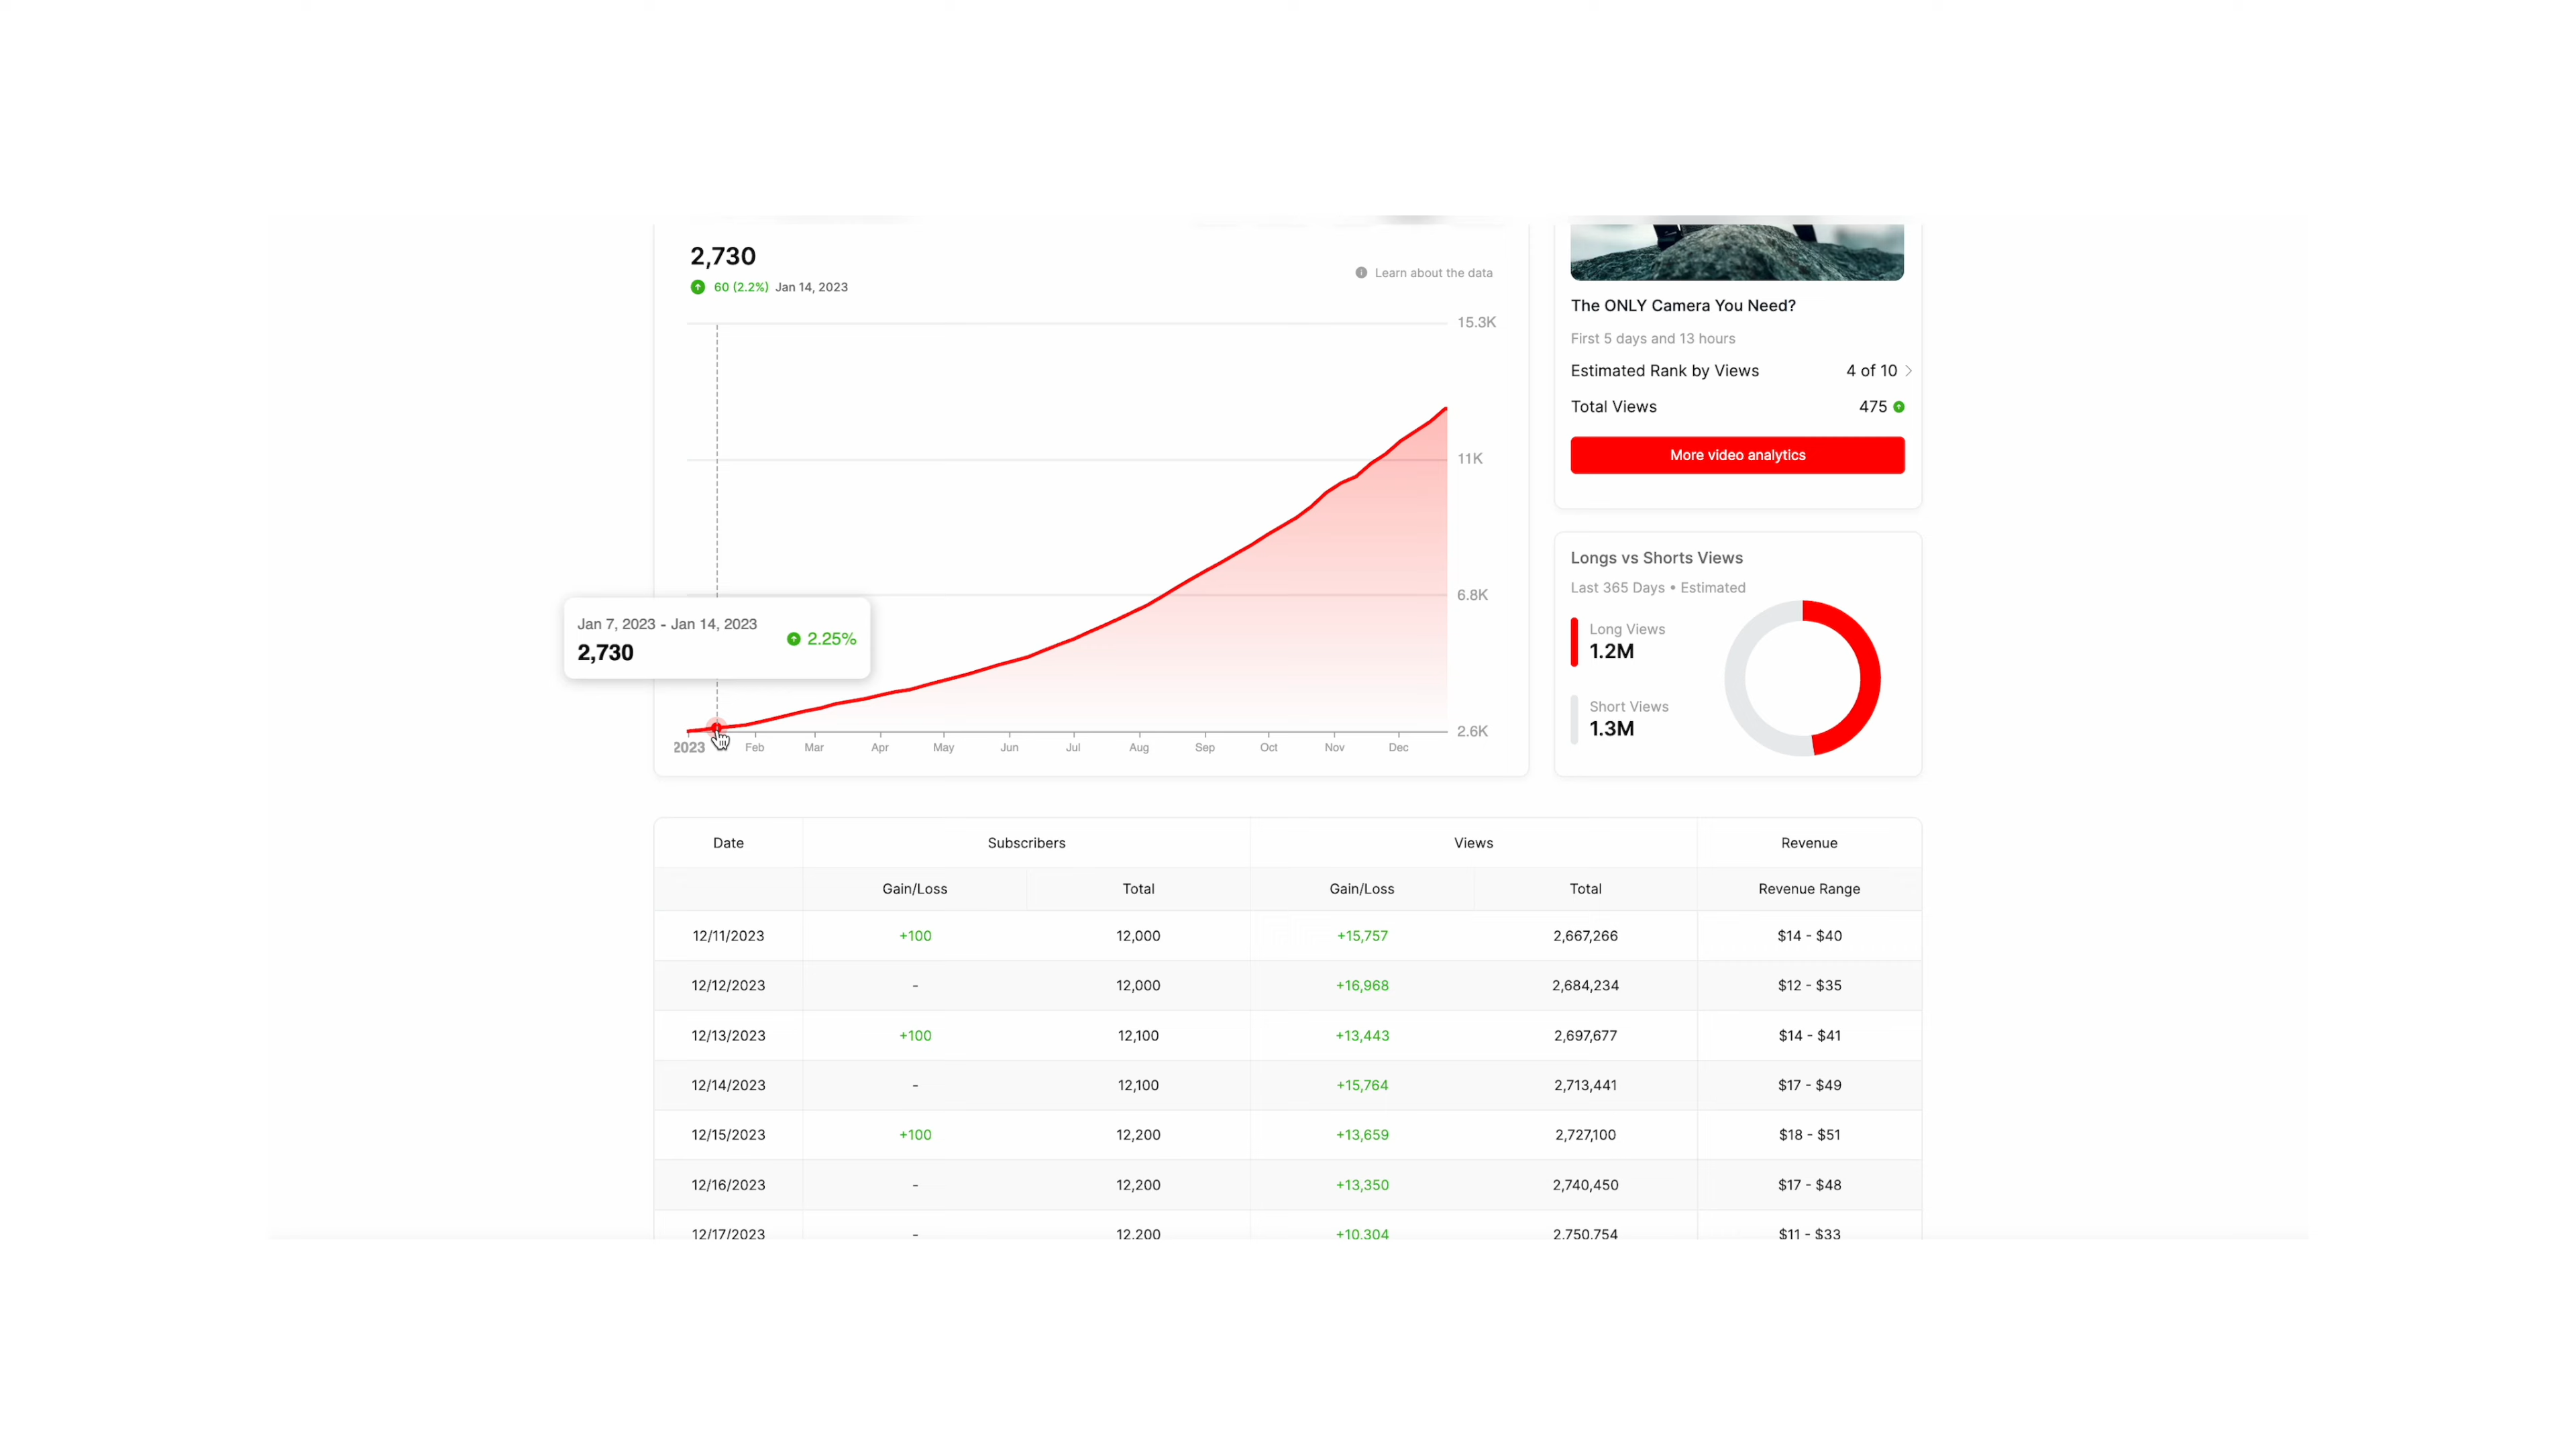 2,730
60 (2.2%) Jan 14, 2023
Learn about the data
15.3K
11K
6.8K
2.6K
Jan 7, 2023 - Jan 14, 2023
2,730
2.25%
2023 Feb Mar Apr May Jun Jul Aug Sep Oct Nov Dec
The ONLY Camera You Need?
First 5 days and 13 hours
Estimated Rank by Views 4 of 10
Total Views 475
More video analytics
Longs vs Shorts Views
Last 365 Days • Estimated
Long Views
1.2M
Short Views
1.3M
Date Subscribers Views Revenue
Gain/Loss Total Gain/Loss Total Revenue Range
12/11/2023 +100 12,000 +15,757 2,667,266 $14 - $40
12/12/2023 - 12,000 +16,968 2,684,234 $12 - $35
12/13/2023 +100 12,100 +13,443 2,697,677 $14 - $41
12/14/2023 - 12,100 +15,764 2,713,441 $17 - $49
12/15/2023 +100 12,200 +13,659 2,727,100 $18 - $51
12/16/2023 - 12,200 +13,350 2,740,450 $17 - $48
12/17/2023 - 12,200 +10,304 2,750,754 $11 - $33